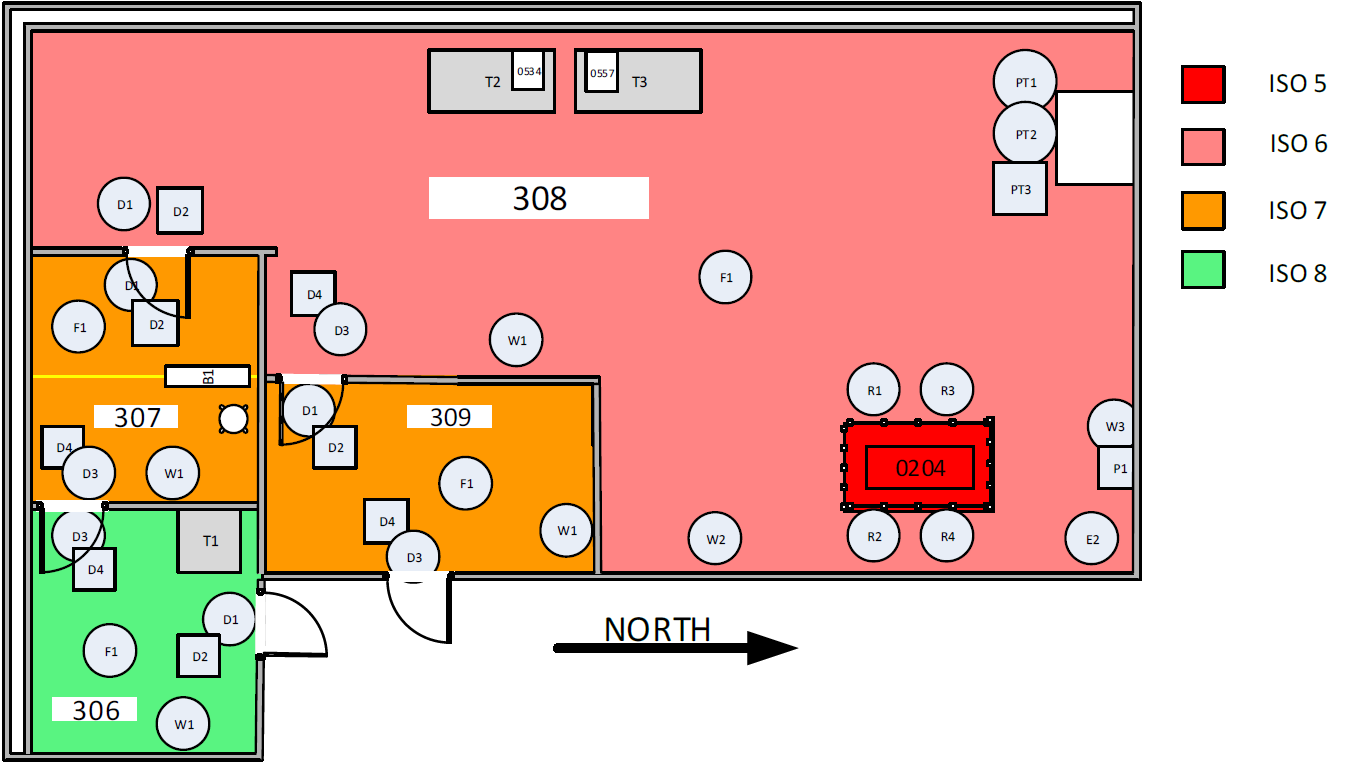 T2
0534
0557
T3
PT1
ISO 5
PT2
ISO 6
PT3
308
D1
D2
ISO 7
F1
ISO 8
D1
D4
F1
D2
D3
W1
B1
R1
R3
307
D1
309
W3
D4
D2
0204
P1
D3
W1
F1
D4
W1
D3
T1
W2
R2
R4
E2
D3
D4
D1
NORTH
F1
D2
306
W1